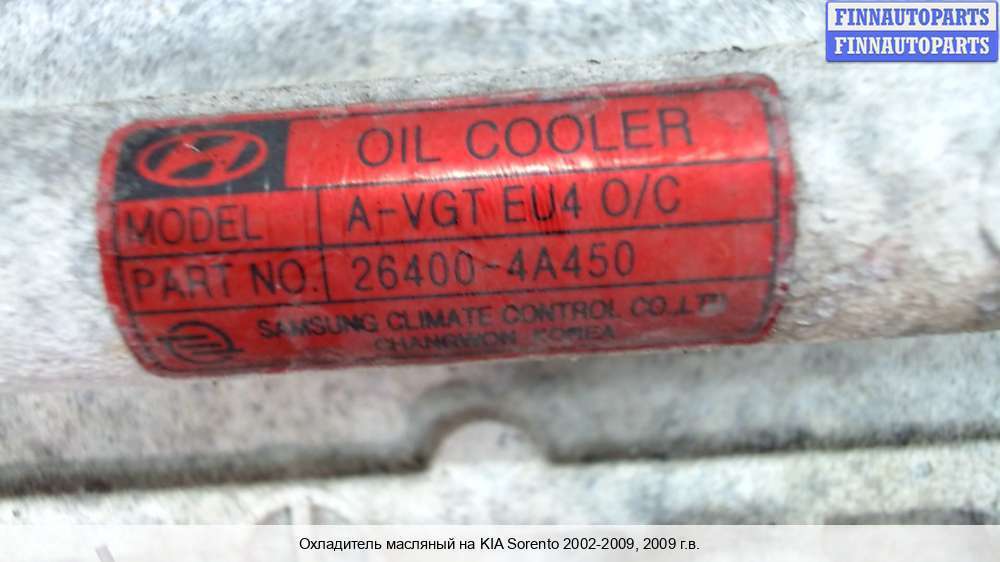 FINNAUTOPARTS
FINNAUTOPARTS
OIL COOLER
MODEL A-VGT EU4 O/C
PART NO. 26400-4A450
SAMSUNG CLIMATE CONTROL CO.,LTD
CHANGWON KOREA
Охладитель масляный на KIA Sorento 2002-2009, 2009 г.в.